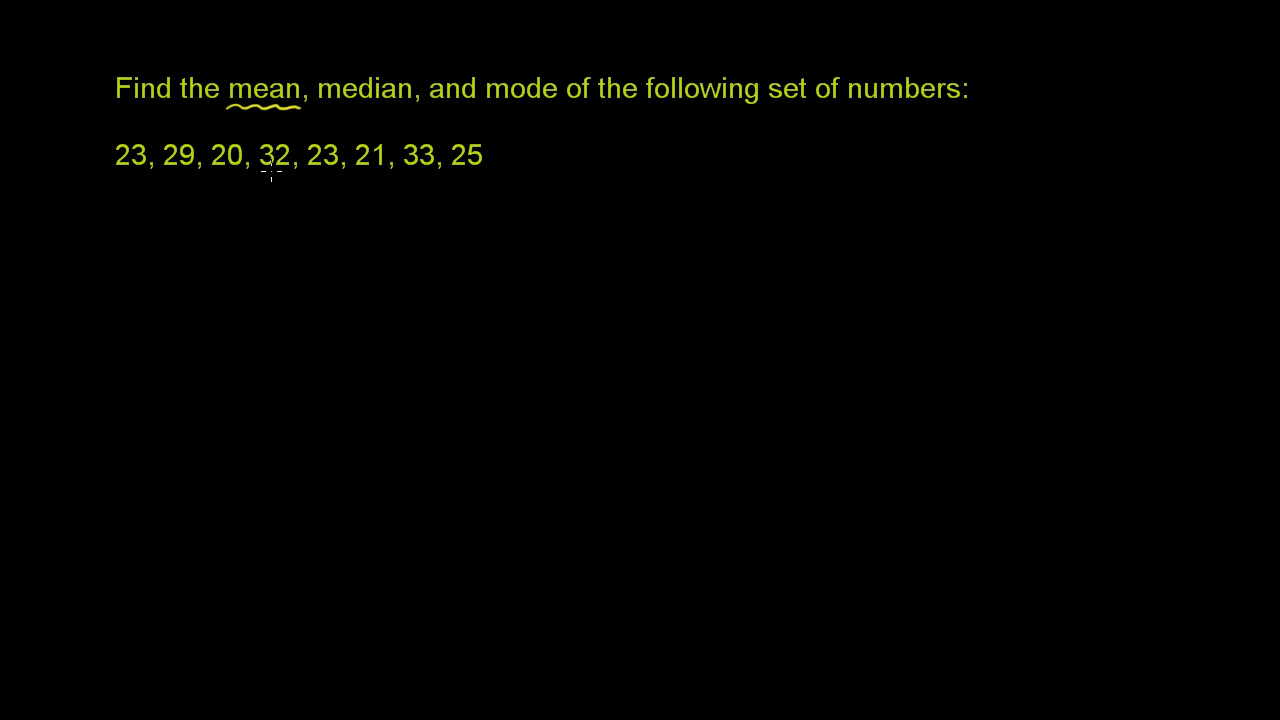 Find the mean, median, and mode of the following set of numbers:
23, 29, 20, 32, 23, 21, 33, 25